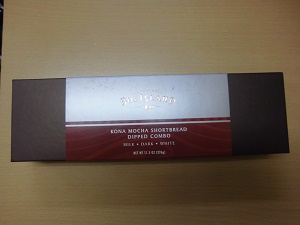 BIG ISLAND
KONA MOCHA SHORTBREAD
DIPPED COMBO
MILK • DARK • WHITE